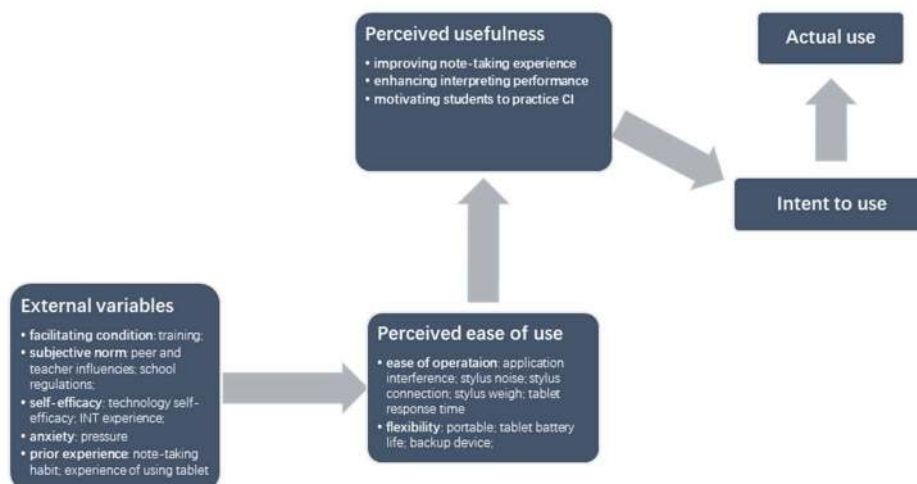 Perceived usefulness
• improving note-taking experience
• enhancing interpreting performance
• motivating students to practice CI
Actual use
Intent to use
External variables
• facilitating condition: training;
• subjective norm: peer and
teacher influences; school
regulations;
• self-efficacy: technology self-
efficacy; INT experience;
• anxiety: pressure
• prior experience: note-taking
habit; experience of using tablet
Perceived ease of use
• ease of operataion: application
interference; stylus noise; stylus
connection; stylus weigh; tablet
response time
• flexibility: portable; tablet battery
life; backup device;